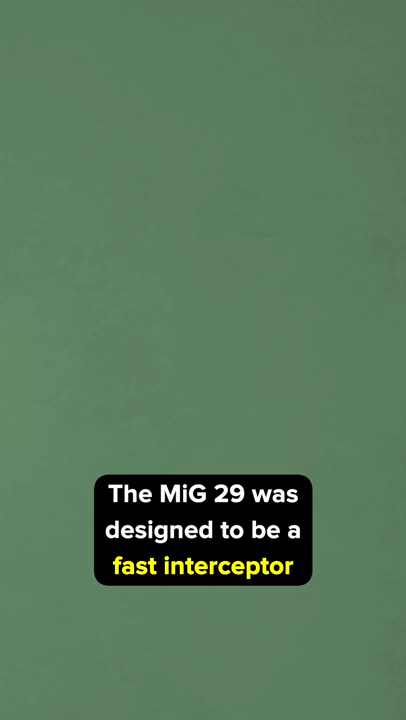 The MiG 29 was
designed to be a
fast interceptor